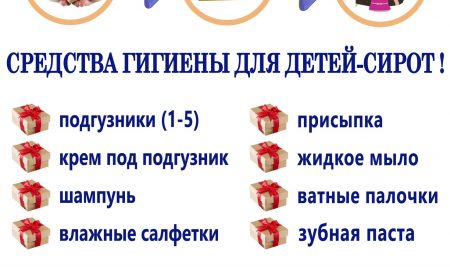 СРЕДСТВА ГИГИЕНЫ ДЛЯ ДЕТЕЙ-СИРОТ!
подгузники (1-5)
крем под подгузник
шампунь
влажные салфетки
присыпка
жидкое мыло
ватные палочки
зубная паста